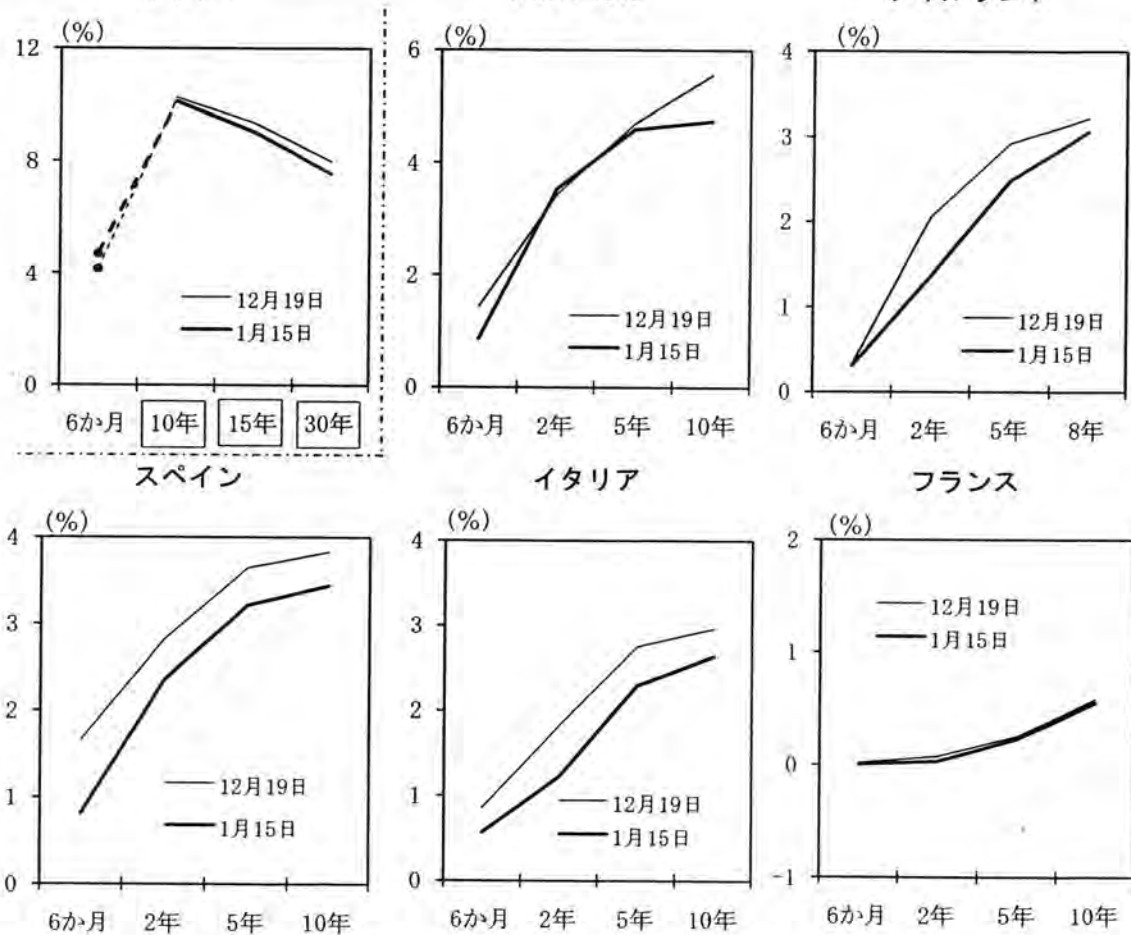 (%)
12
8
4
0
12月19日
1月15日
6か月 10年 15年 30年
(%)
6
4
2
0
12月19日
1月15日
6か月 2年 5年 10年
(%)
4
3
2
1
0
12月19日
1月15日
6か月 2年 5年 8年
スペイン
(%)
4
3
2
1
0
12月19日
1月15日
6か月 2年 5年 10年
イタリア
(%)
4
3
2
1
0
12月19日
1月15日
6か月 2年 5年 10年
フランス
(%)
2
1
0
-1
12月19日
1月15日
6か月 2年 5年 10年